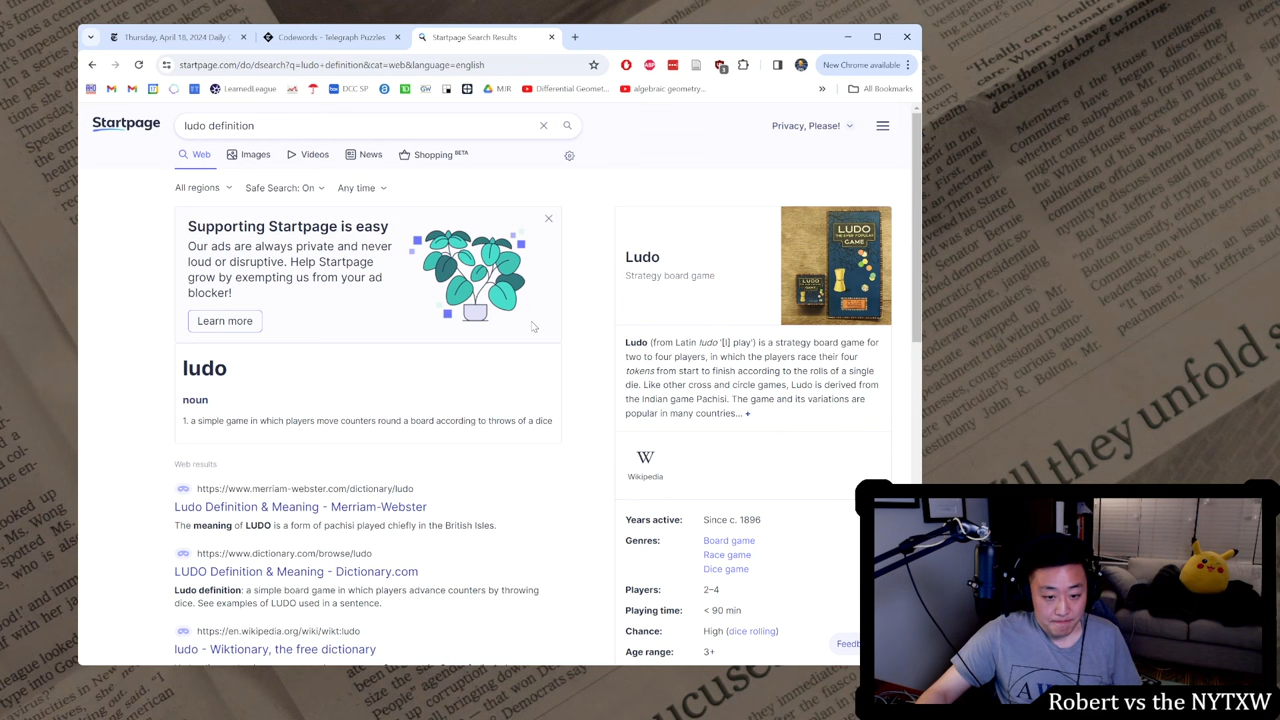 Thursday, April 18, 2024 Daily C
Codewords – Telegraph Puzzles
Startpage Search Results
startpage.com/do/dsearch?q=ludo+definition&cat=web&language=english
New Chrome available
LearnedLeague
DCC SP
MJR
Differential Geomet...
algebraic geometry...
All Bookmarks
Startpage
ludo definition
Privacy, Please!
Web
Images
Videos
News
Shopping BETA
All regions
Safe Search: On
Any time
Supporting Startpage is easy
Our ads are always private and never
loud or disruptive. Help Startpage
grow by exempting us from your ad
blocker!
Learn more
ludo
noun
1. a simple game in which players move counters round a board according to throws of a dice
Web results
https://www.merriam-webster.com/dictionary/ludo
Ludo Definition & Meaning - Merriam-Webster
The meaning of LUDO is a form of pachisi played chiefly in the British Isles.
https://www.dictionary.com/browse/ludo
LUDO Definition & Meaning - Dictionary.com
Ludo definition: a simple board game in which players advance counters by throwing
dice. See examples of LUDO used in a sentence.
https://en.wikipedia.org/wiki/wikt:ludo
ludo - Wiktionary, the free dictionary
Ludo
Strategy board game
LUDO
Ludo (from Latin ludo '[I] play') is a strategy board game for
two to four players, in which the players race their four
tokens from start to finish according to the rolls of a single
die. Like other cross and circle games, Ludo is derived from
the Indian game Pachisi. The game and its variations are
popular in many countries... +
W
Wikipedia
Years active: Since c. 1896
Genres: Board game
Race game
Dice game
Players: 2–4
Playing time: < 90 min
Chance: High (dice rolling)
Age range: 3+
Feedb
they unfold
Robert vs the NYTXW